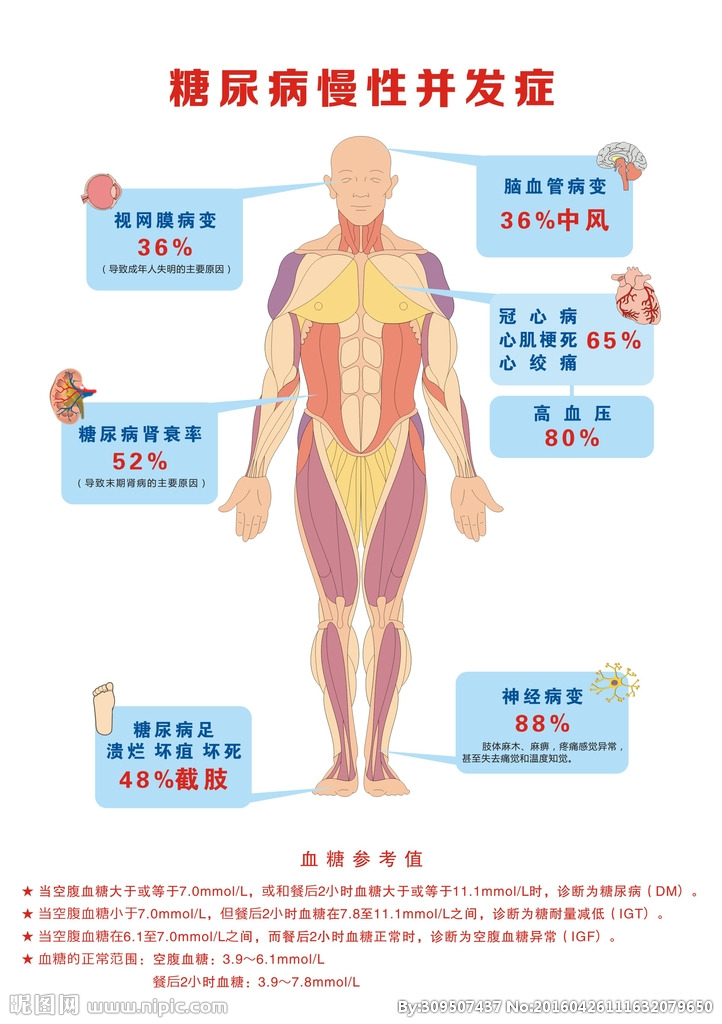 糖尿病慢性并发症
脑血管病变
36%中风
视网膜病变
36%
（导致成年人失明的主要原因）
冠心病
心肌梗死 65%
心绞痛
高血压
80%
糖尿病肾衰率
52%
（导致末期肾病的主要原因）
神经病变
88%
肢体麻木、麻痹，疼痛感觉异常，
甚至失去痛觉和温度知觉。
糖尿病足
溃烂 坏疽 坏死
48%截肢
血糖参考值
★ 当空腹血糖大于或等于7.0mmol/L，或和餐后2小时血糖大于或等于11.1mmol/L时，诊断为糖尿病（DM）。
★ 当空腹血糖小于7.0mmol/L，但餐后2小时血糖在7.8至11.1mmol/L之间，诊断为糖耐量减低（IGT）。
★ 当空腹血糖在6.1至7.0mmol/L之间，而餐后2小时血糖正常时，诊断为空腹血糖异常（IGF）。
★ 血糖的正常范围：空腹血糖：3.9～6.1mmol/L
餐后2小时血糖：3.9～7.8mmol/L
昵图网 www.nipic.com
By:309507437 No:20160426111632079650